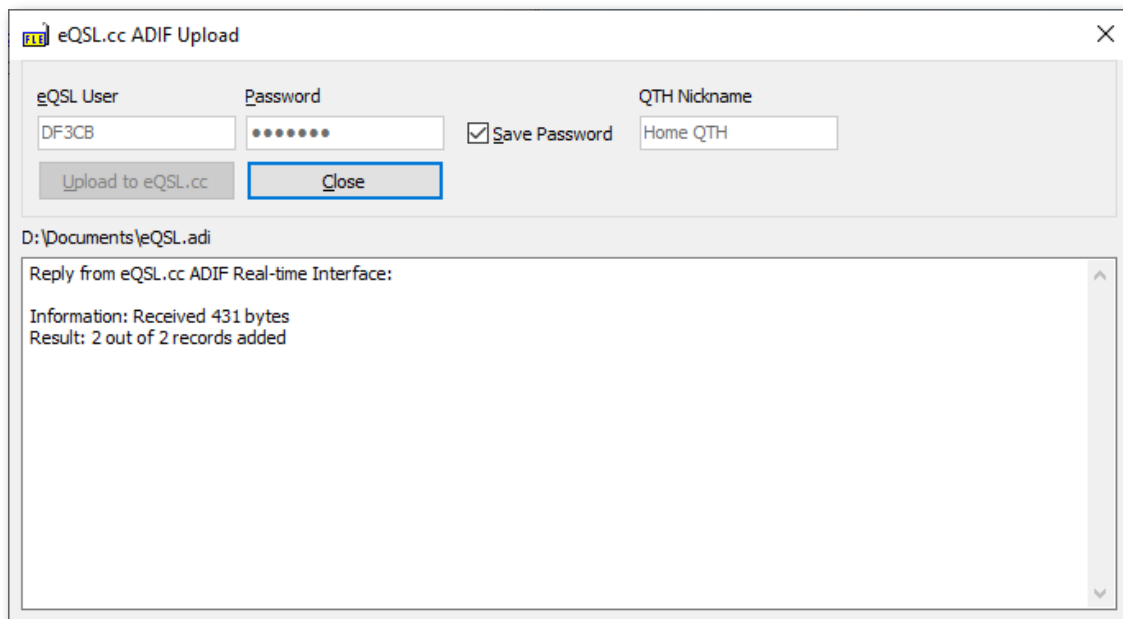 FLE eQSL.cc ADIF Upload
eQSL User Password QTH Nickname
DF3CB ●●●●●●● Save Password Home QTH
Upload to eQSL.cc Close
D:\Documents\eQSL.adi
Reply from eQSL.cc ADIF Real-time Interface:
Information: Received 431 bytes
Result: 2 out of 2 records added